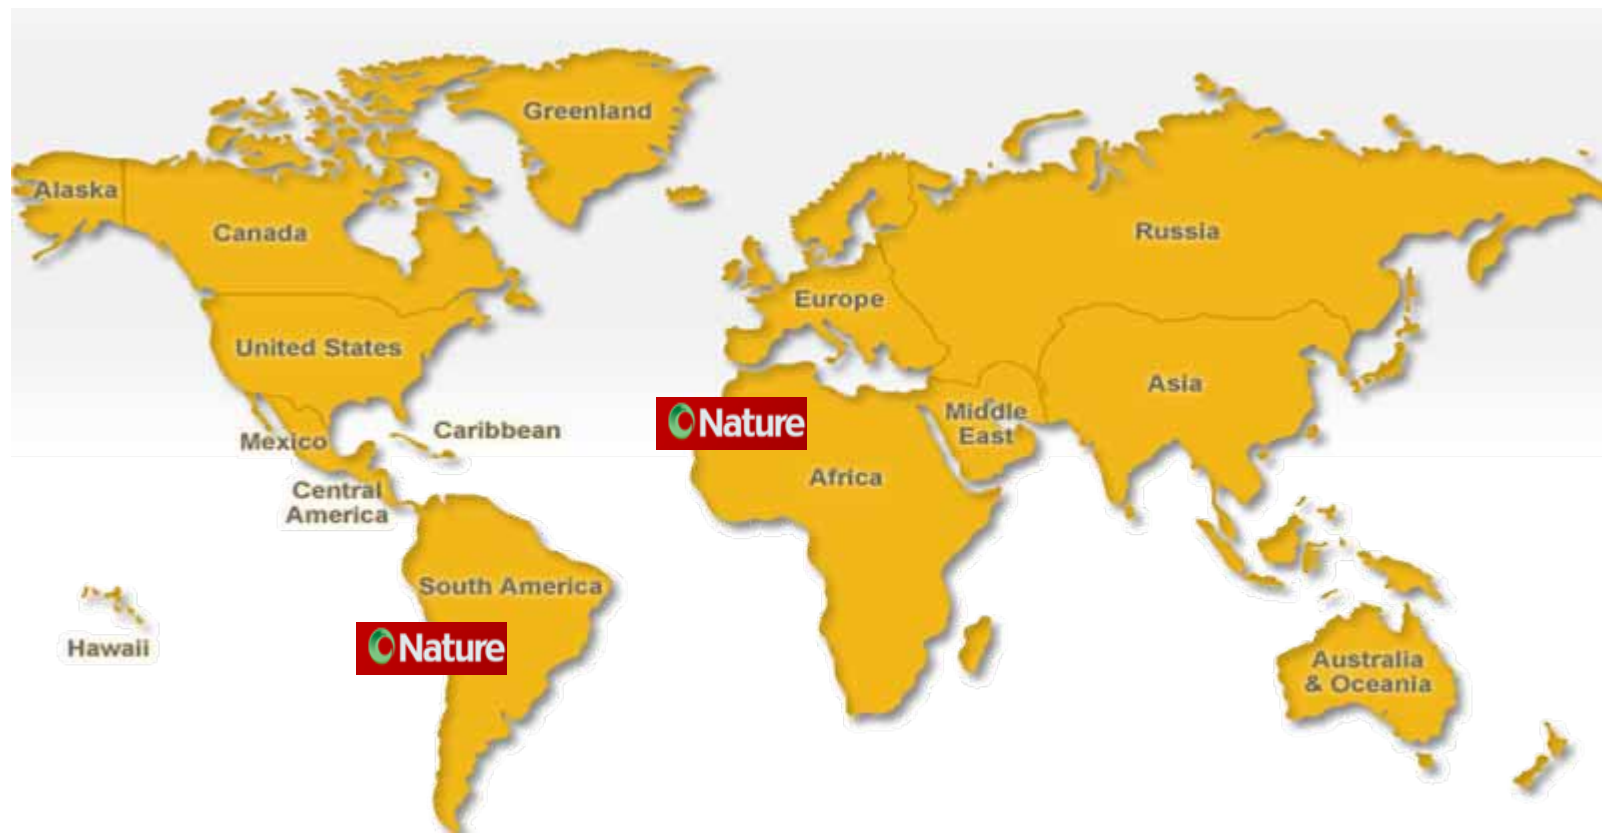 Greenland
Alaska
Canada
Russia
Europe
United States
Asia
Nature
Middle
East
Mexico
Caribbean
Africa
Central
America
South America
Nature
Hawaii
Australia
& Oceania